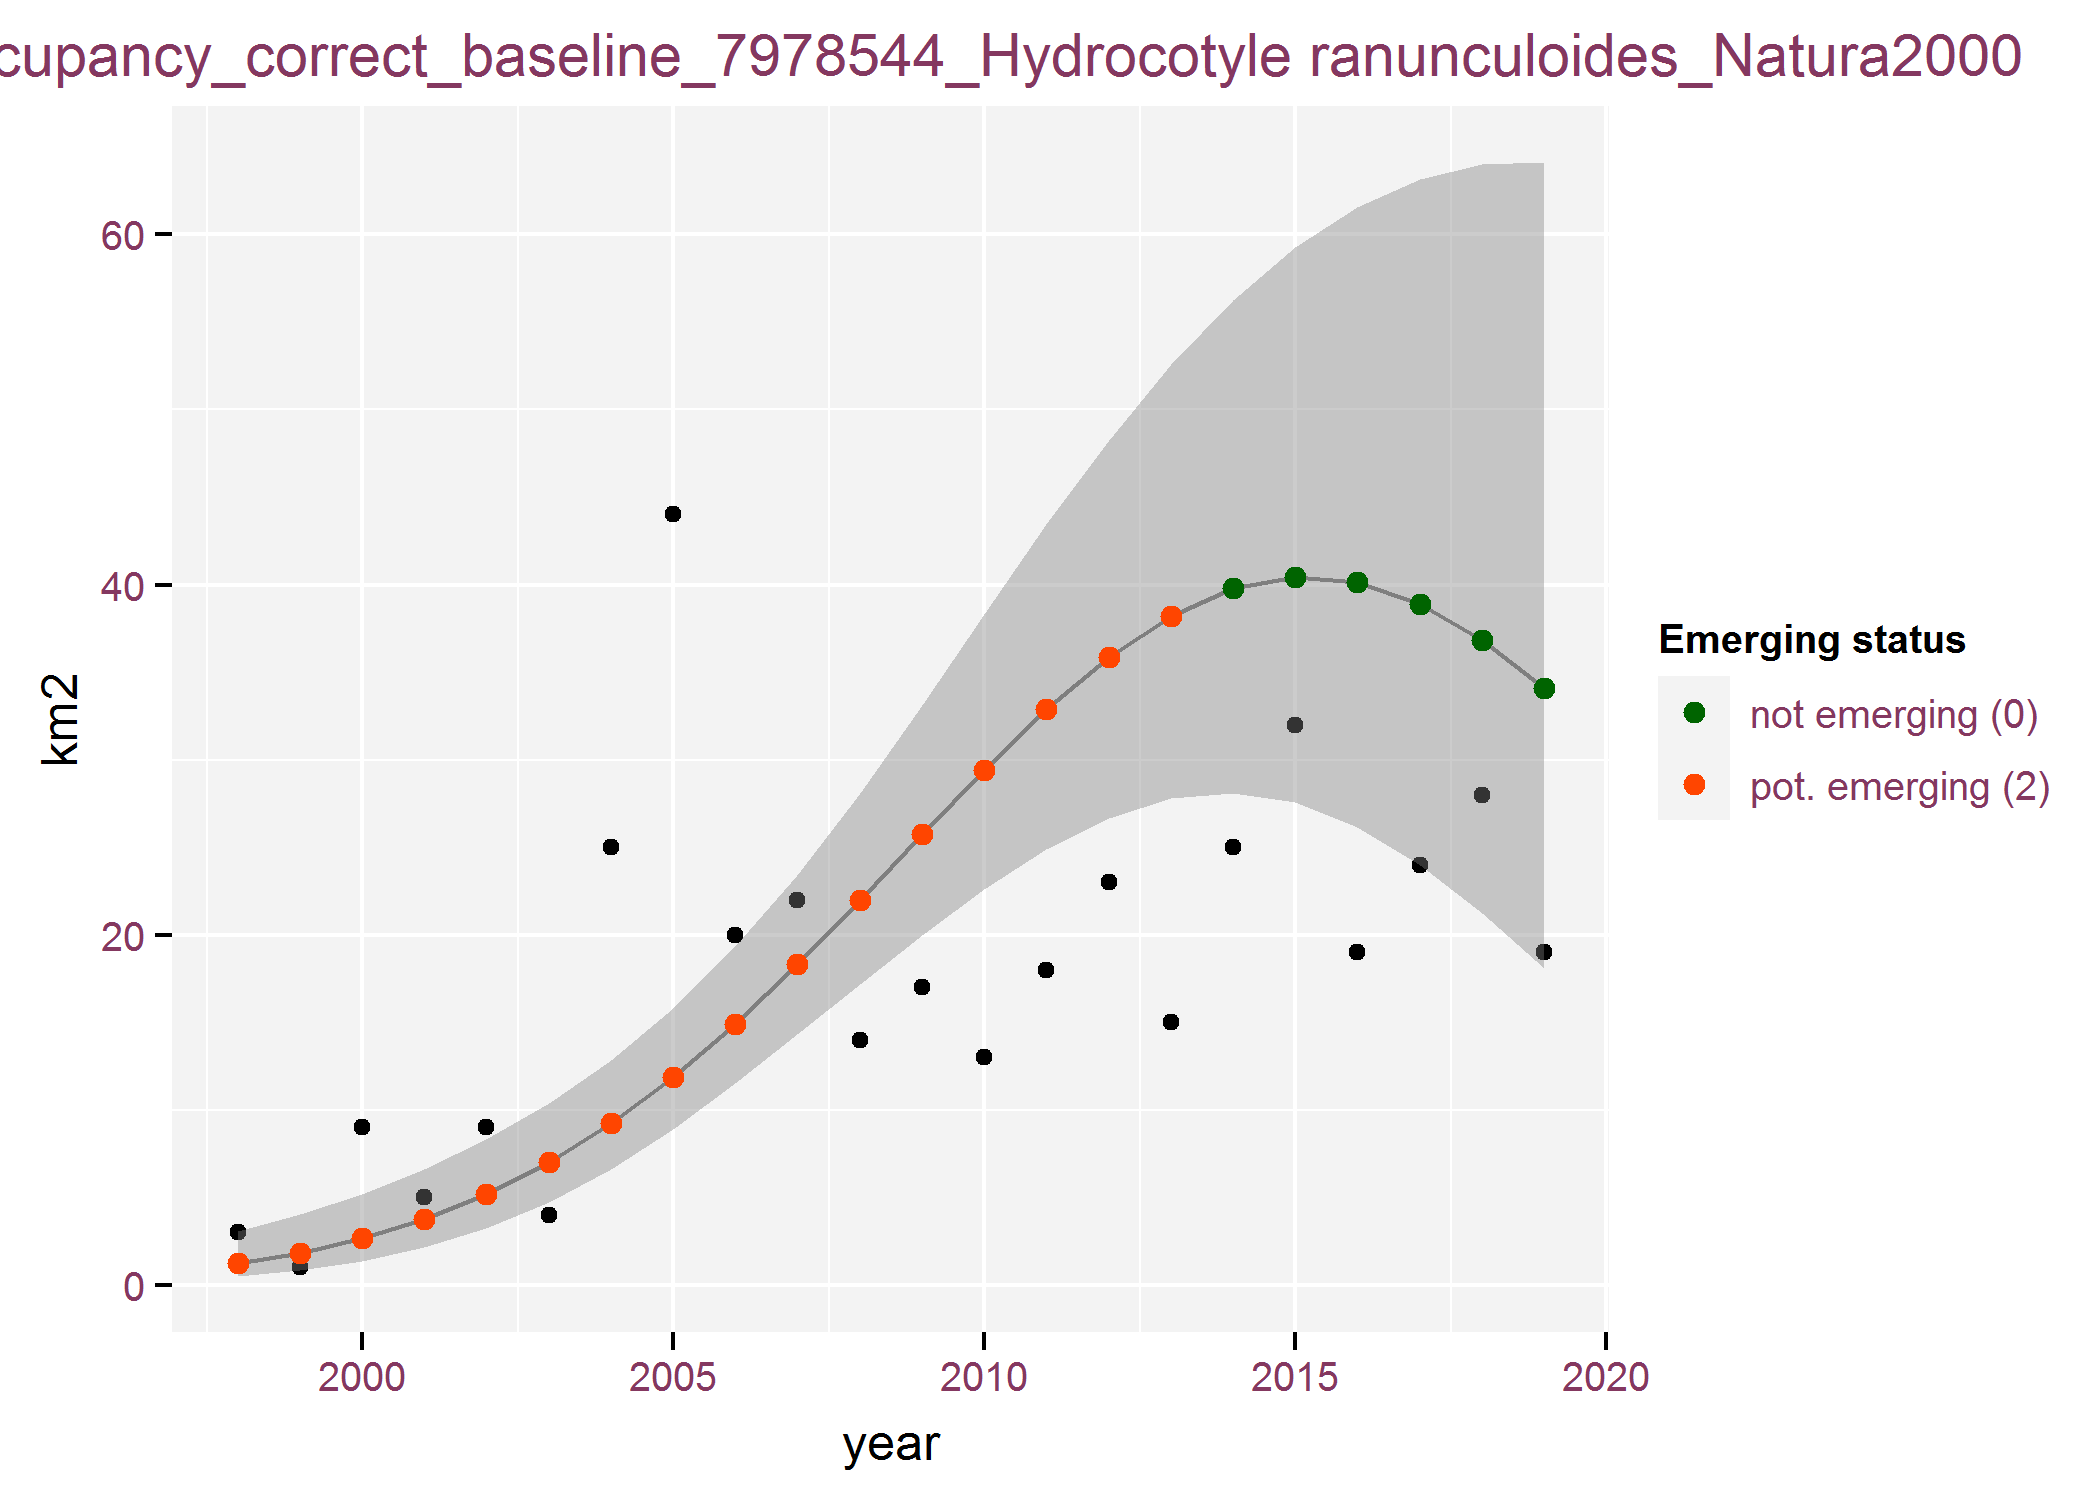 cupancy_correct_baseline_7978544_Hydrocotyle ranunculoides_Natura2000
60
40
20
0
km2
2000 2005 2010 2015 2020
year
Emerging status
not emerging (0)
pot. emerging (2)